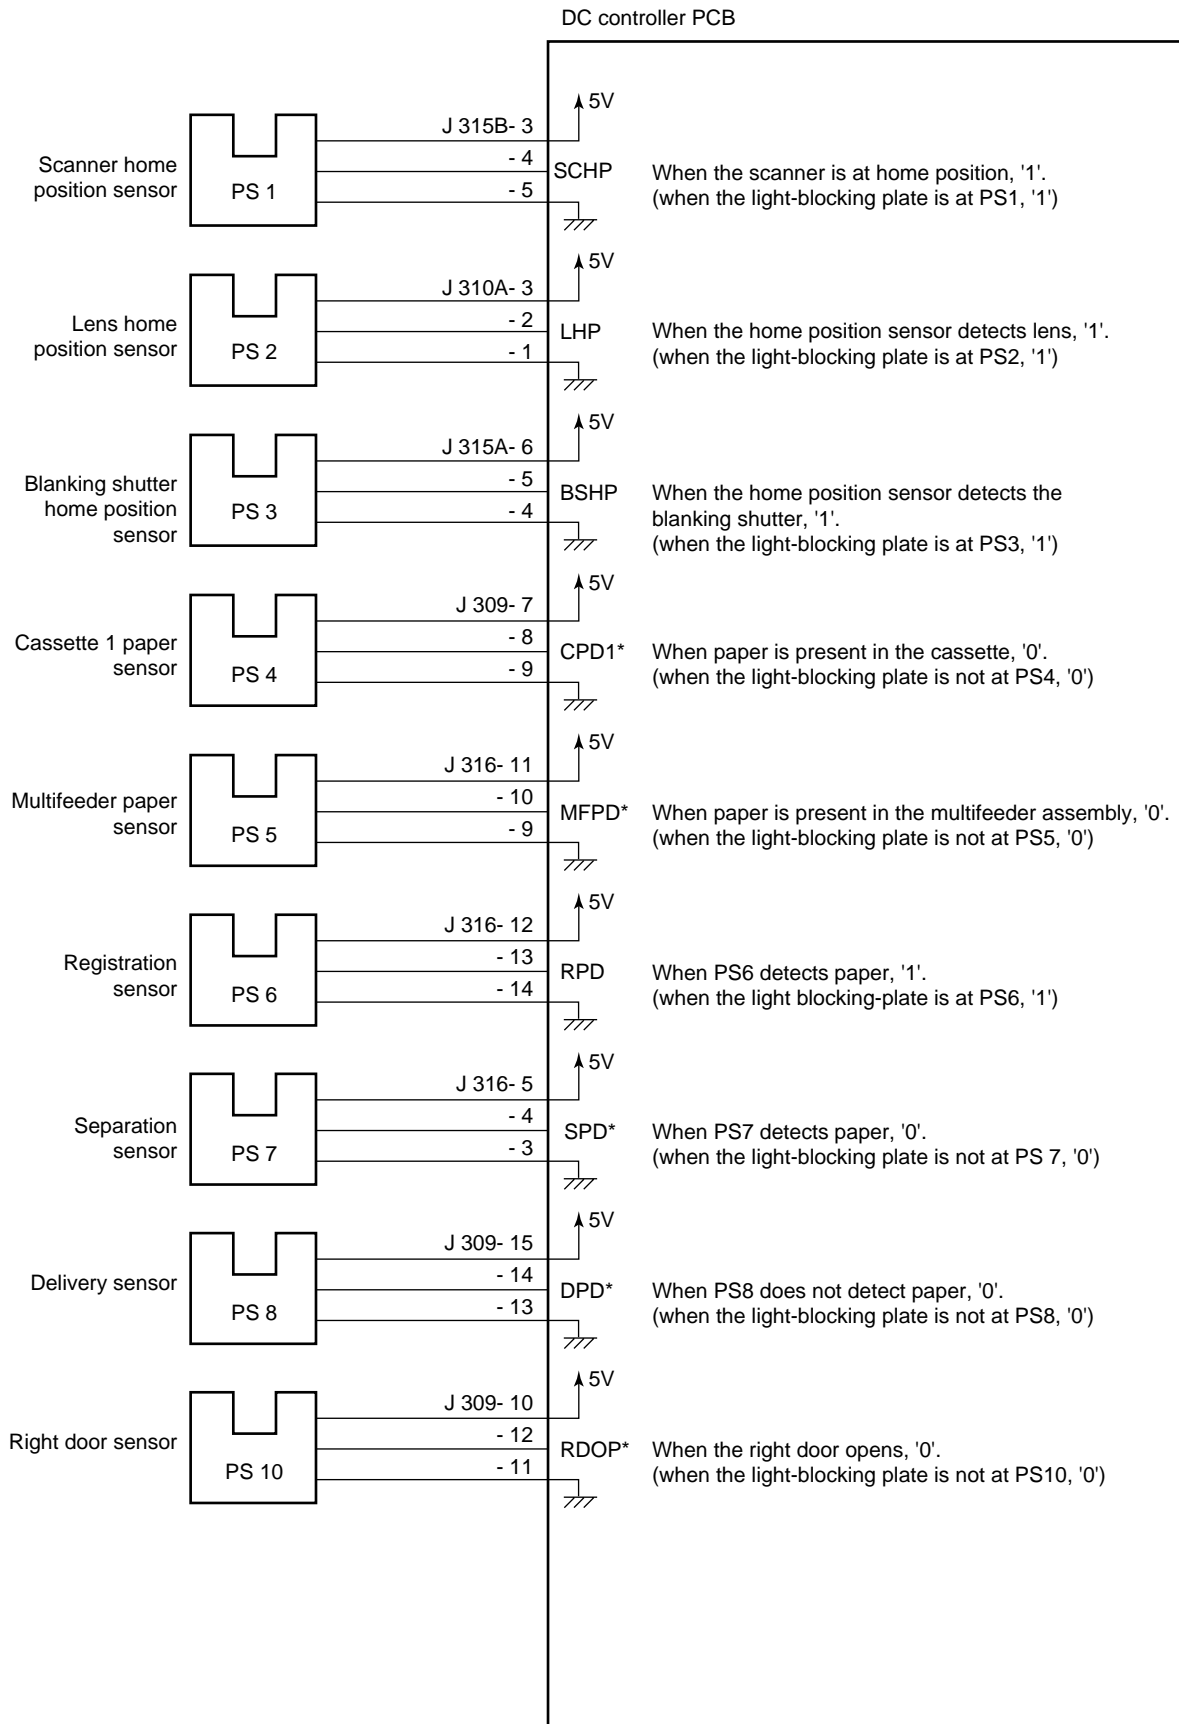 DC controller PCB
5V
J 315B- 3
- 4
- 5
Scanner home
position sensor
PS 1
SCHP
When the scanner is at home position, '1'.
(when the light-blocking plate is at PS1, '1')
5V
J 310A- 3
- 2
- 1
Lens home
position sensor
PS 2
LHP
When the home position sensor detects lens, '1'.
(when the light-blocking plate is at PS2, '1')
5V
J 315A- 6
- 5
- 4
Blanking shutter
home position
sensor
PS 3
BSHP
When the home position sensor detects the
blanking shutter, '1'.
(when the light-blocking plate is at PS3, '1')
5V
J 309- 7
- 8
- 9
Cassette 1 paper
sensor
PS 4
CPD1*
When paper is present in the cassette, '0'.
(when the light-blocking plate is not at PS4, '0')
5V
J 316- 11
- 10
- 9
Multifeeder paper
sensor
PS 5
MFPD*
When paper is present in the multifeeder assembly, '0'.
(when the light-blocking plate is not at PS5, '0')
5V
J 316- 12
- 13
- 14
Registration
sensor
PS 6
RPD
When PS6 detects paper, '1'.
(when the light blocking-plate is at PS6, '1')
5V
J 316- 5
- 4
- 3
Separation
sensor
PS 7
SPD*
When PS7 detects paper, '0'.
(when the light-blocking plate is not at PS 7, '0')
5V
J 309- 15
- 14
- 13
Delivery sensor
PS 8
DPD*
When PS8 does not detect paper, '0'.
(when the light-blocking plate is not at PS8, '0')
5V
J 309- 10
- 12
- 11
Right door sensor
PS 10
RDOP*
When the right door opens, '0'.
(when the light-blocking plate is not at PS10, '0')